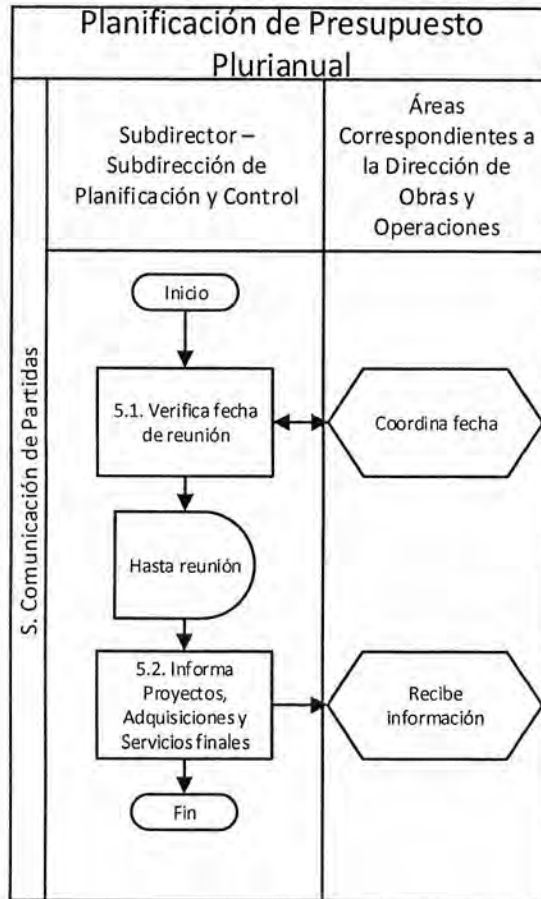 Planificación de Presupuesto
Plurianual
S. Comunicación de Partidas
Subdirector –
Subdirección de
Planificación y Control
Áreas
Correspondientes a
la Dirección de
Obras y
Operaciones
Inicio
5.1. Verifica fecha
de reunión
Coordina fecha
Hasta reunión
5.2. Informa
Proyectos,
Adquisiciones y
Servicios finales
Recibe
información
Fin